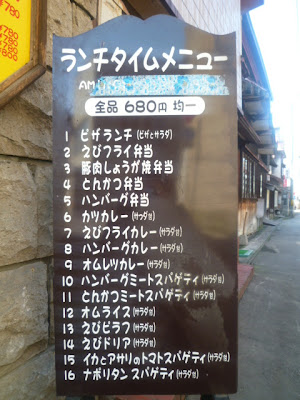 ランチタイムメニュー
AM
全品 680円 均一
1 ピザランチ(ピザとサラダ)
2 えびフライ弁当
3 豚肉しょうが焼弁当
4 とんかつ弁当
5 ハンバーグ弁当
6 カツカレー(サラダ付)
7 えびフライカレー(サラダ付)
8 ハンバーグカレー(サラダ付)
9 オムレツカレー(サラダ付)
10 ハンバーグミートスパゲティ(サラダ付)
11 とんかつミートスパゲティ(サラダ付)
12 オムライス(サラダ付)
13 えびピラフ(サラダ付)
14 えびドリア(サラダ付)
15 イカとアサリのトマトスパゲティ(サラダ付)
16 ナポリタンスパゲティ(サラダ付)